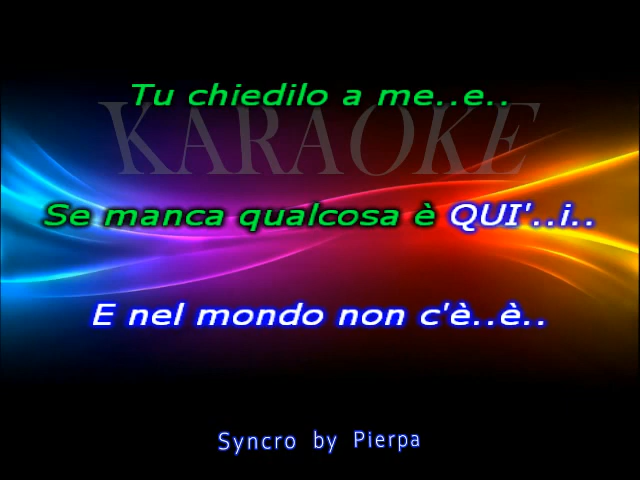 Tu chiedilo a me..e..
KARAOKE
Se manca qualcosa è QUI'..i..
E nel mondo non c'è..è..
Syncro by Pierpa